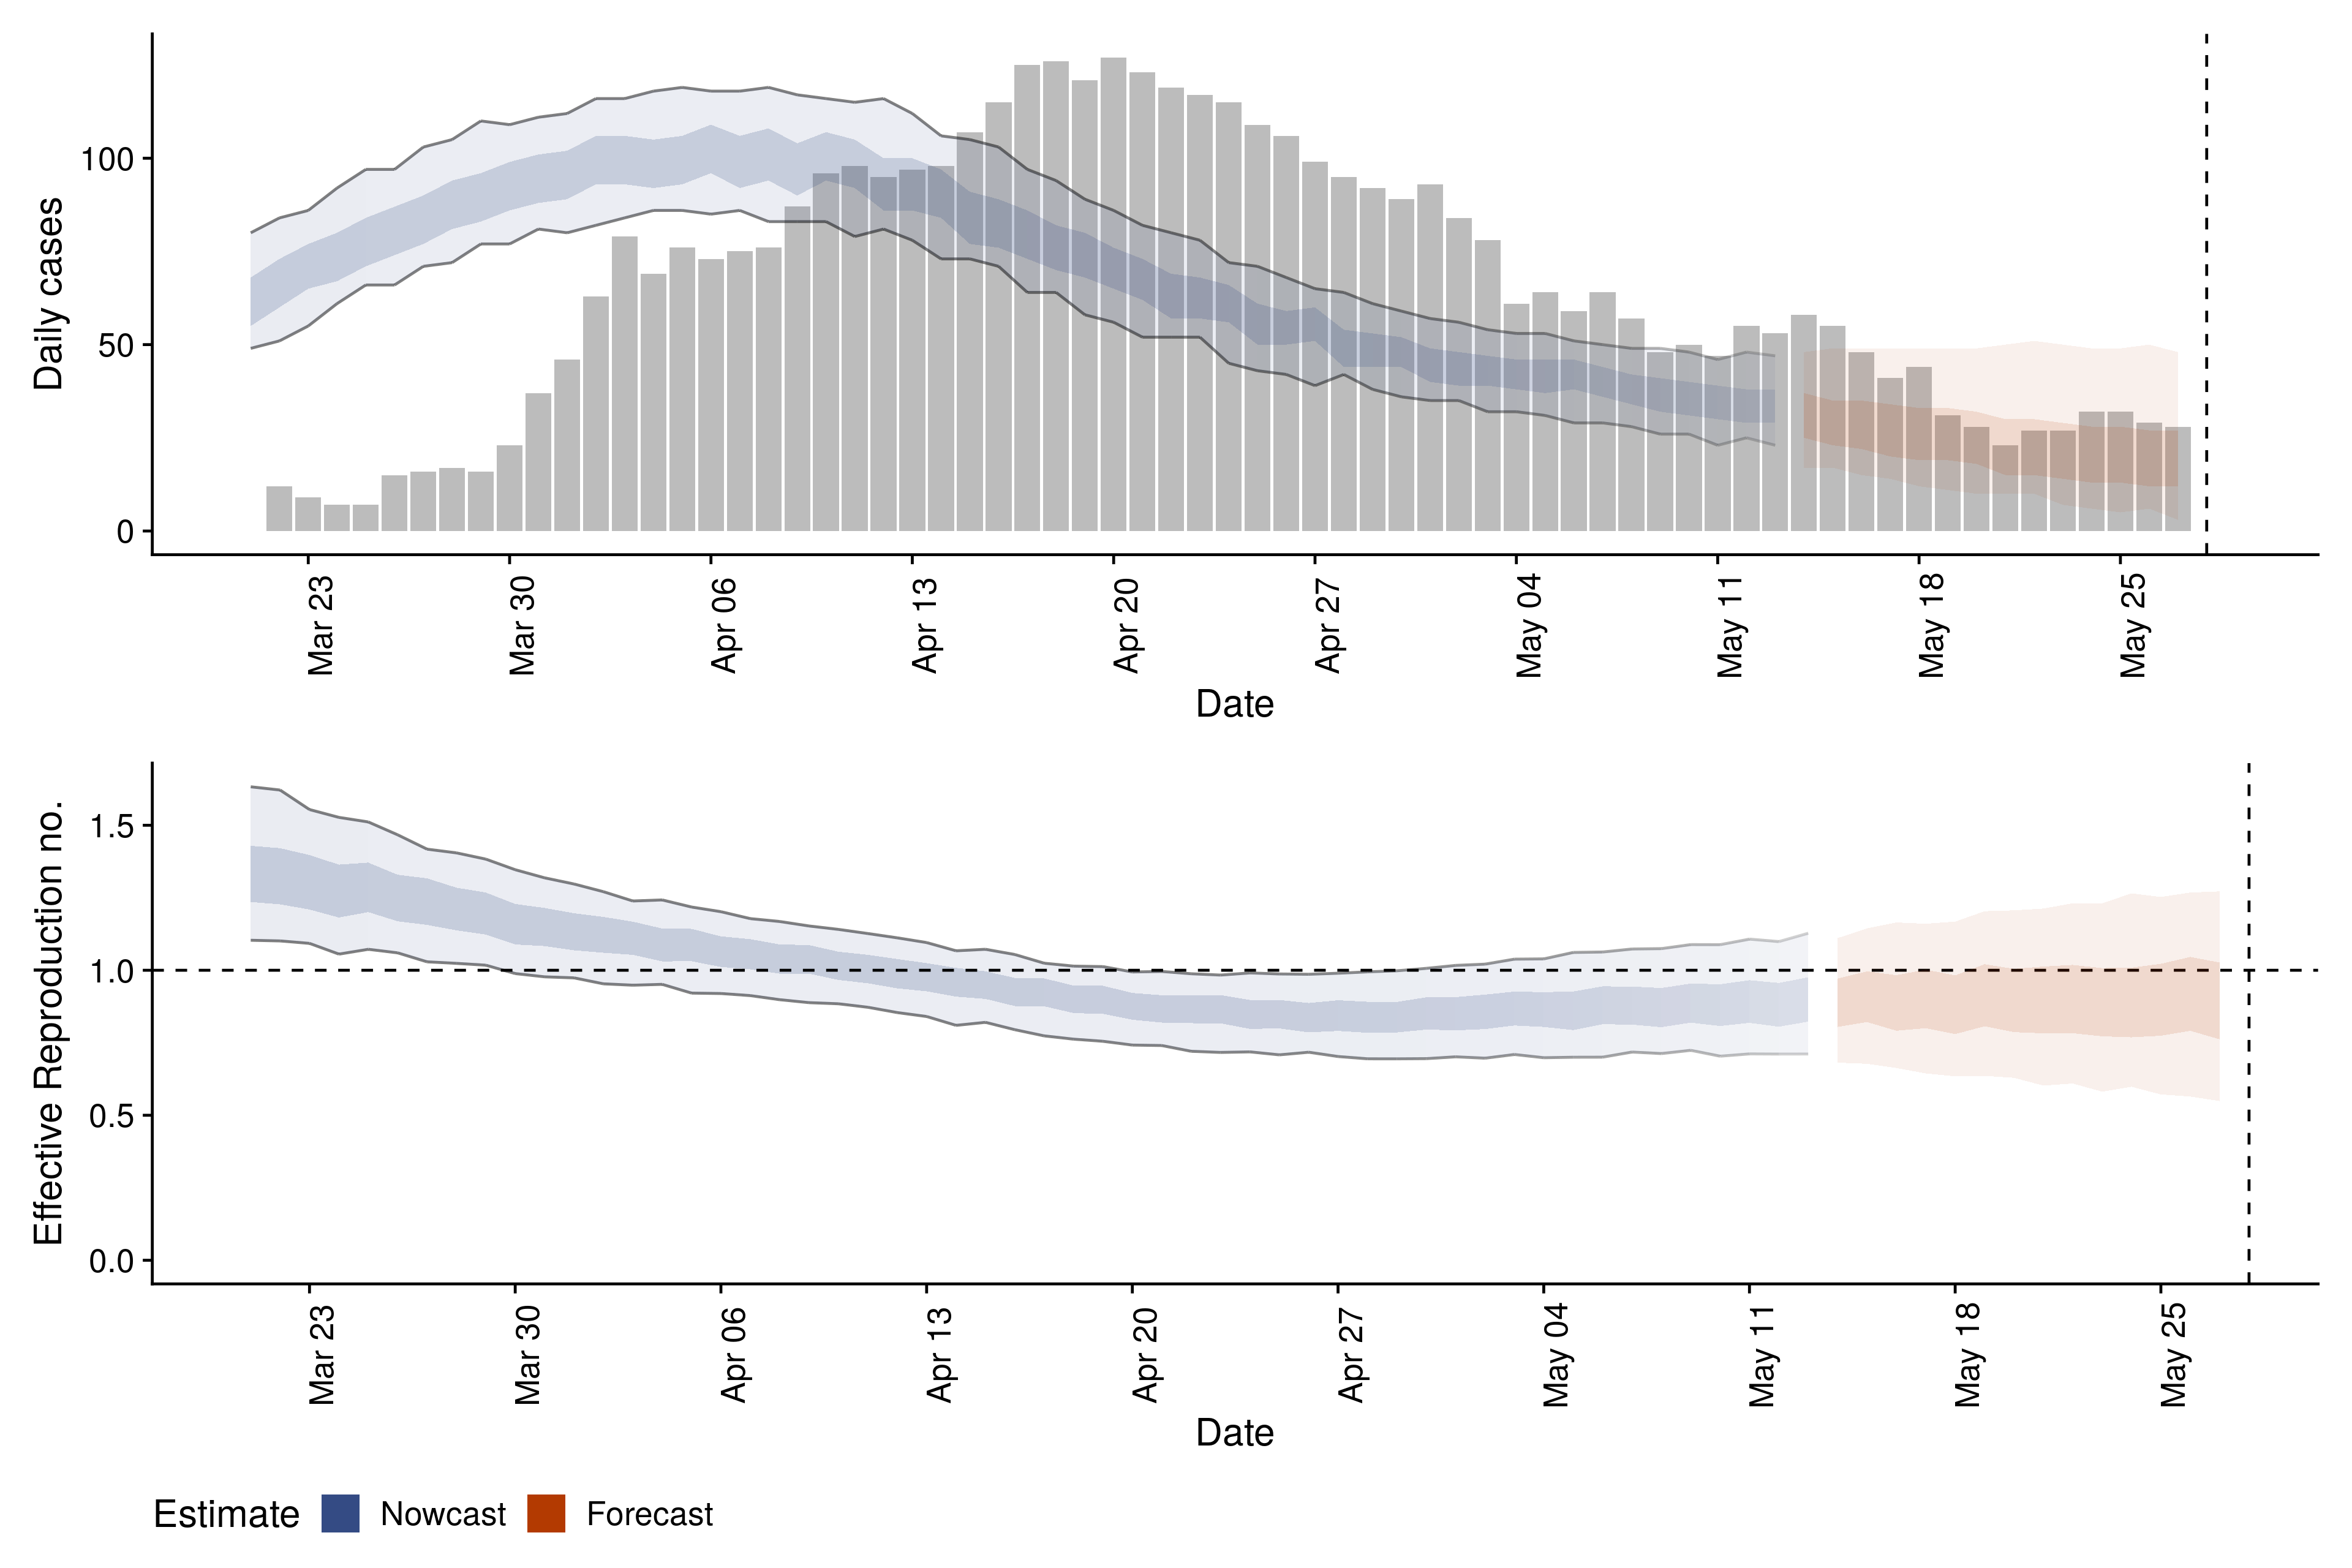 Daily cases
100
50
0
Mar 23
Mar 30
Apr 06
Apr 13
Apr 20
Apr 27
May 04
May 11
May 18
May 25
Date
Effective Reproduction no.
1.5
1.0
0.5
0.0
Mar 23
Mar 30
Apr 06
Apr 13
Apr 20
Apr 27
May 04
May 11
May 18
May 25
Date
Estimate Nowcast Forecast